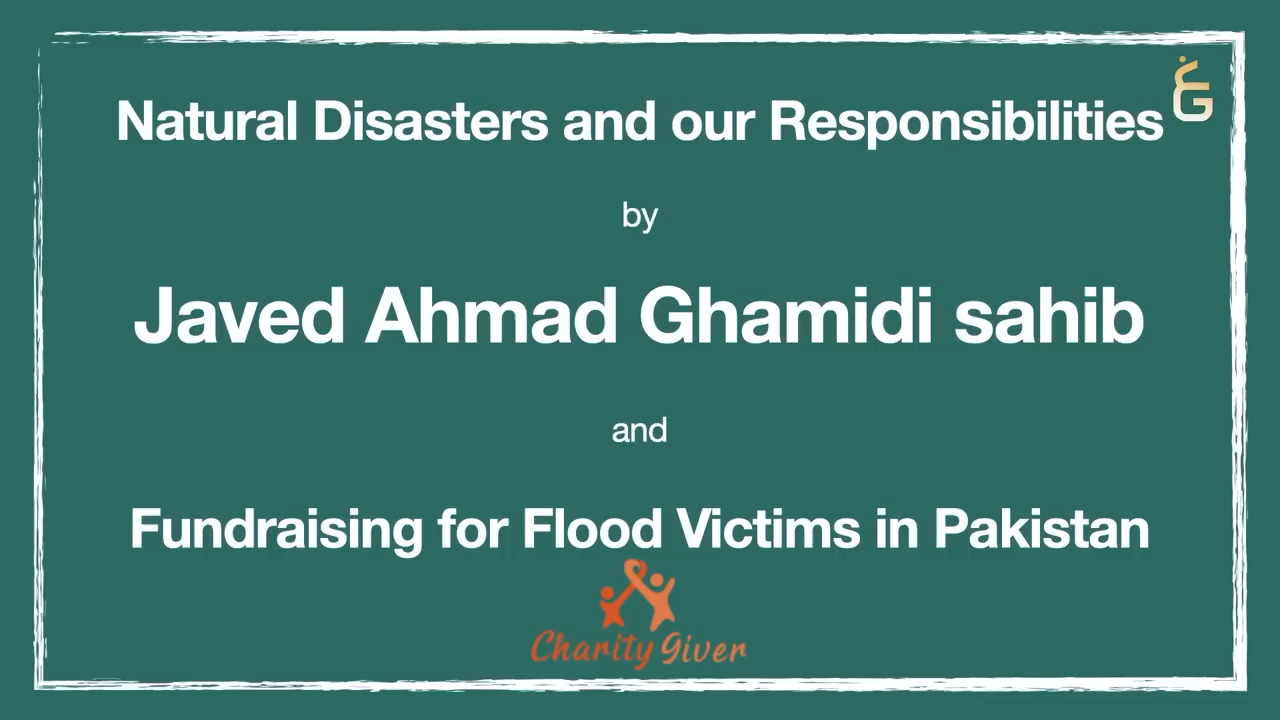 Natural Disasters and our Responsibilities
by
Javed Ahmad Ghamidi sahib
and
Fundraising for Flood Victims in Pakistan
Charity Giver